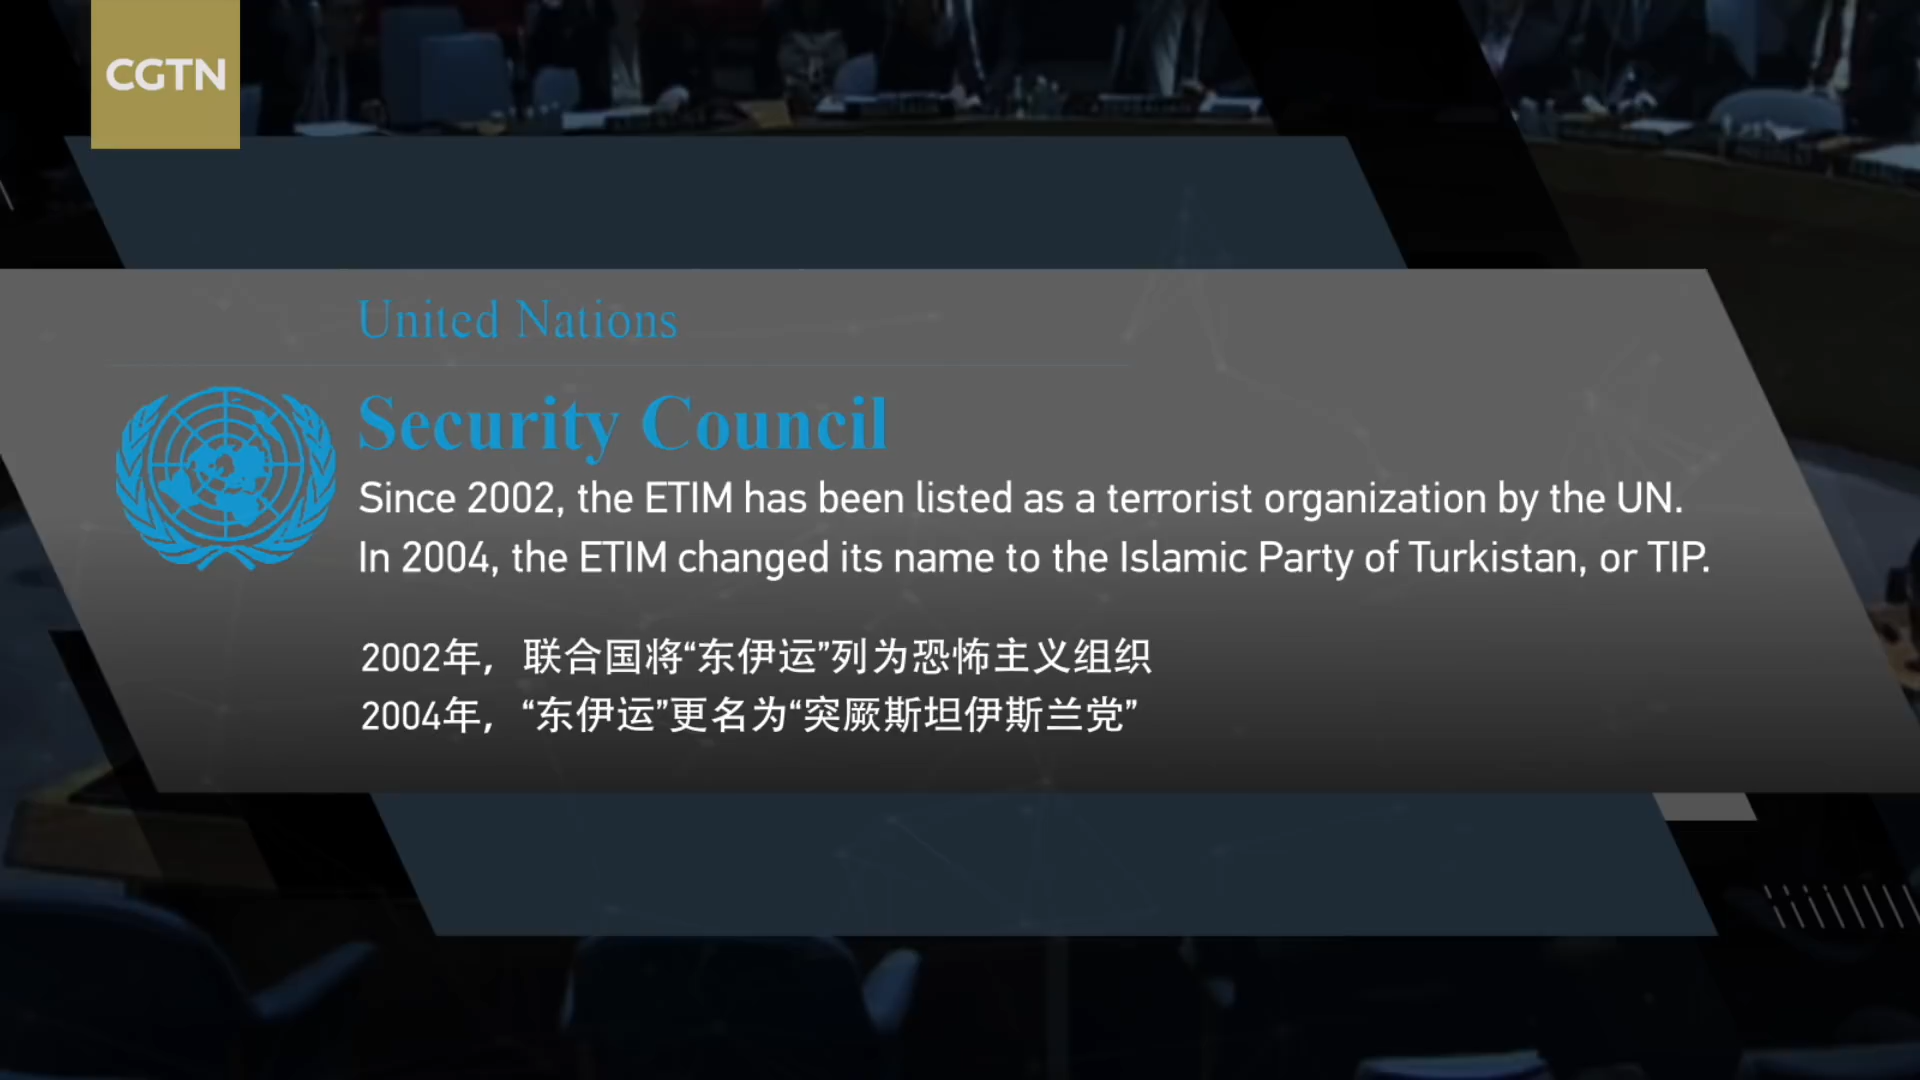 CGTN
United Nations
Security Council
Since 2002, the ETIM has been listed as a terrorist organization by the UN.
In 2004, the ETIM changed its name to the Islamic Party of Turkistan, or TIP.
2002年，联合国将“东伊运”列为恐怖主义组织
2004年，“东伊运”更名为“突厥斯坦伊斯兰党”